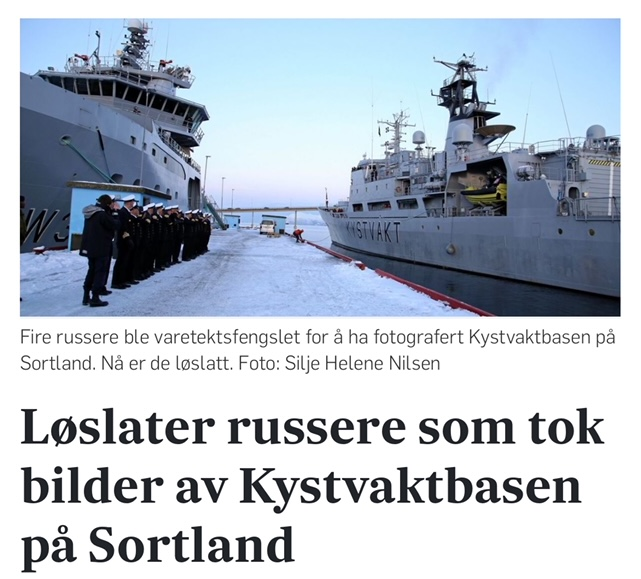 KYSTVAKT
W3
Fire russere ble varetektsfengslet for å ha fotografert Kystvaktbasen på
Sortland. Nå er de løslatt. Foto: Silje Helene Nilsen
Løslater russere som tok
bilder av Kystvaktbasen
på Sortland